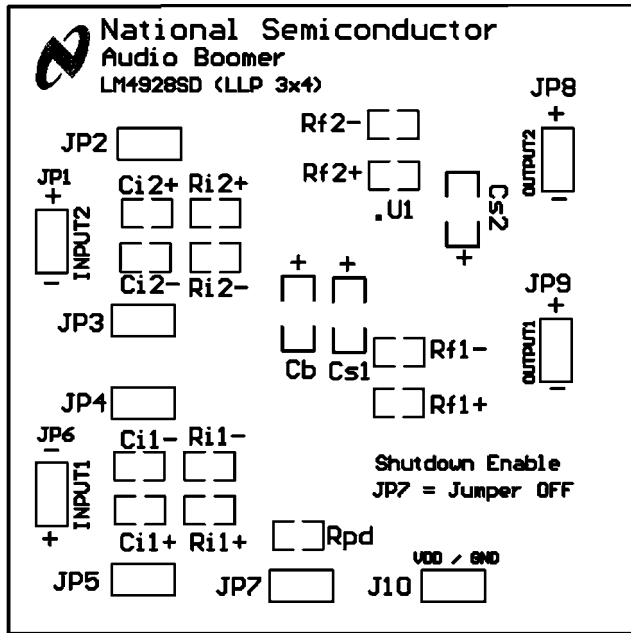 National Semiconductor
Audio Boomer
LM4928SD (LLP 3x4)
JP8
+
OUTPUT2
-
Rf2-
Rf2+
.U1
Cs2
+
JP2
JP1
+
INPUT2
-
Ci2+ Ri2+
Ci2- Ri2-
JP3
+ +
Cb Cs1
JP9
+
OUTPUT1
-
Rf1-
Rf1+
JP4
JP6
-
INPUT1
+
Ci1- Ri1-
Ci1+ Ri1+
Shutdown Enable
JP7 = Jumper OFF
Rpd
VDD / GND
JP5 JP7 J10